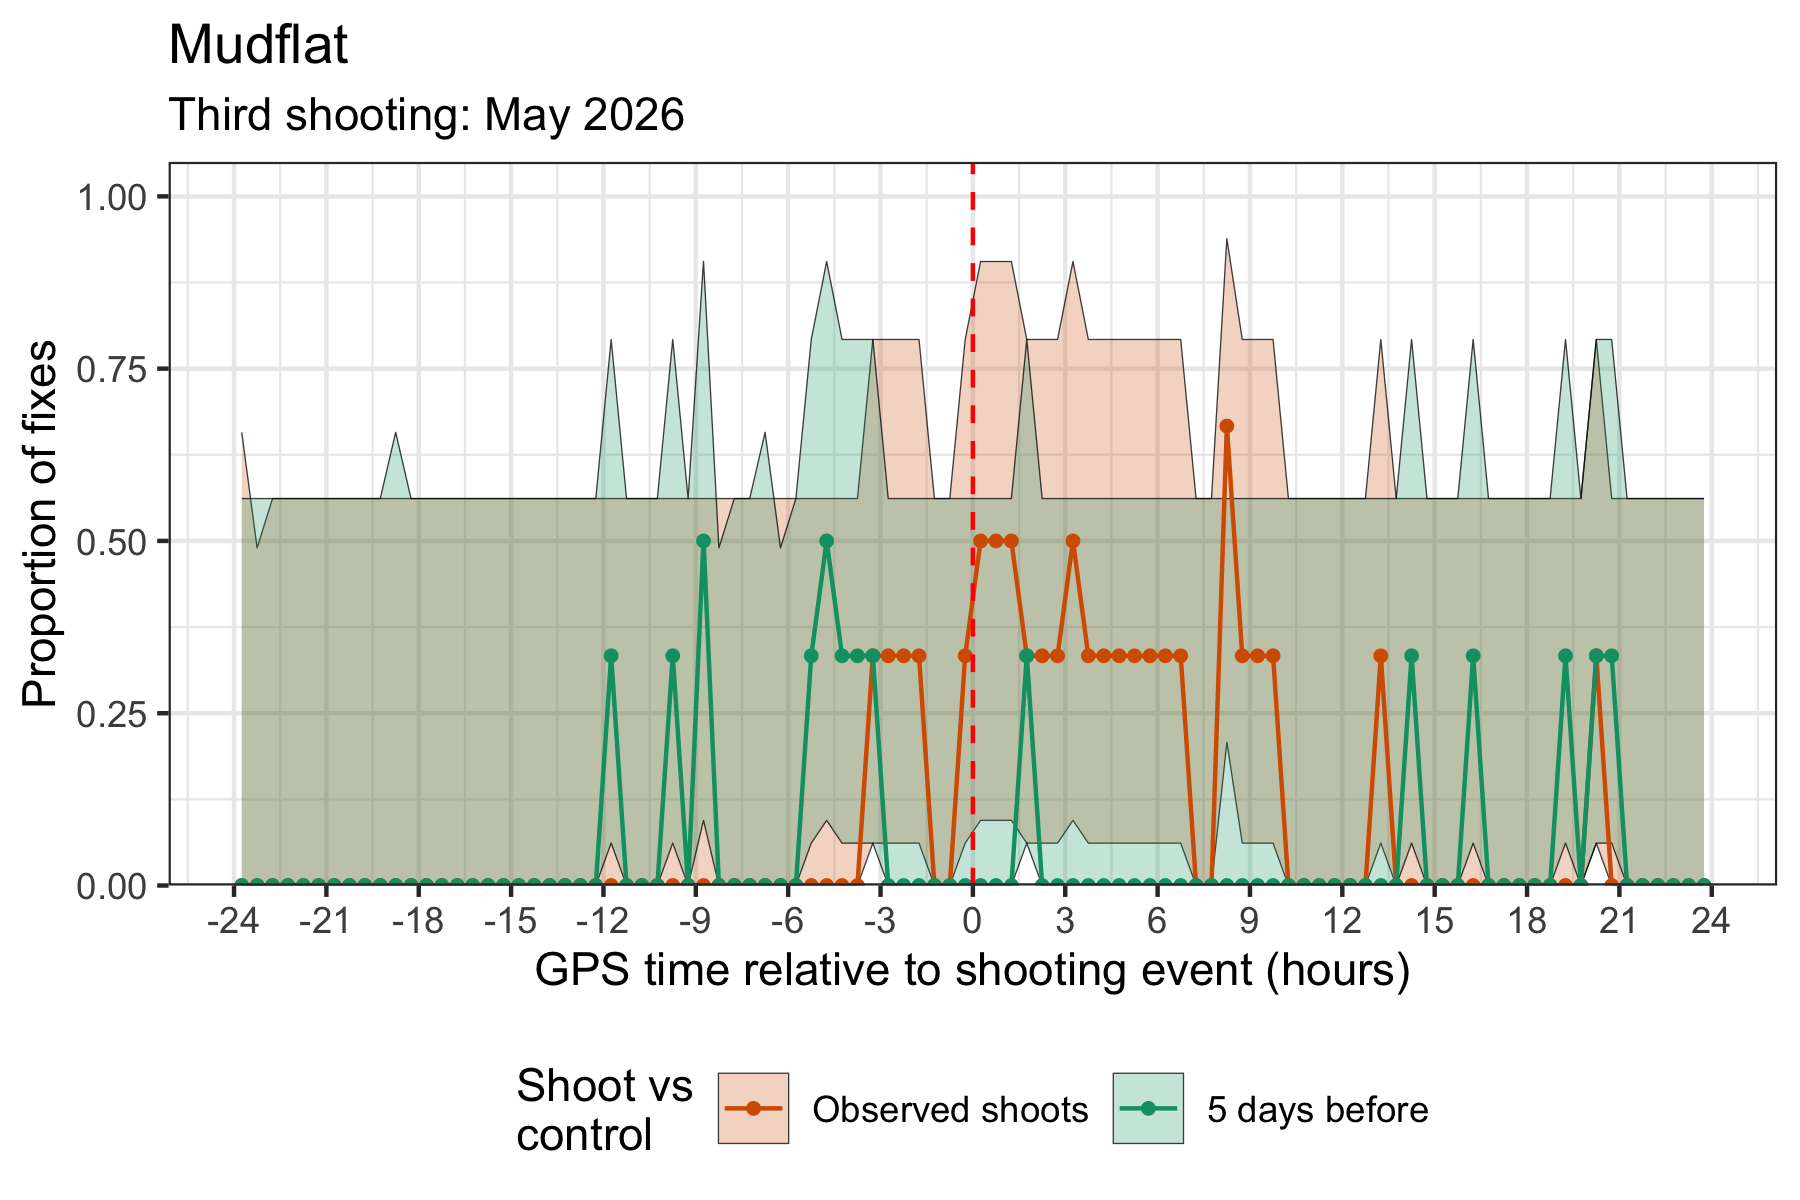 Mudflat
Third shooting: May 2026
1.00
0.75
0.50
0.25
0.00
Proportion of fixes
-24 -21 -18 -15 -12 -9 -6 -3 0 3 6 9 12 15 18 21 24
GPS time relative to shooting event (hours)
Shoot vs
control
Observed shoots
5 days before